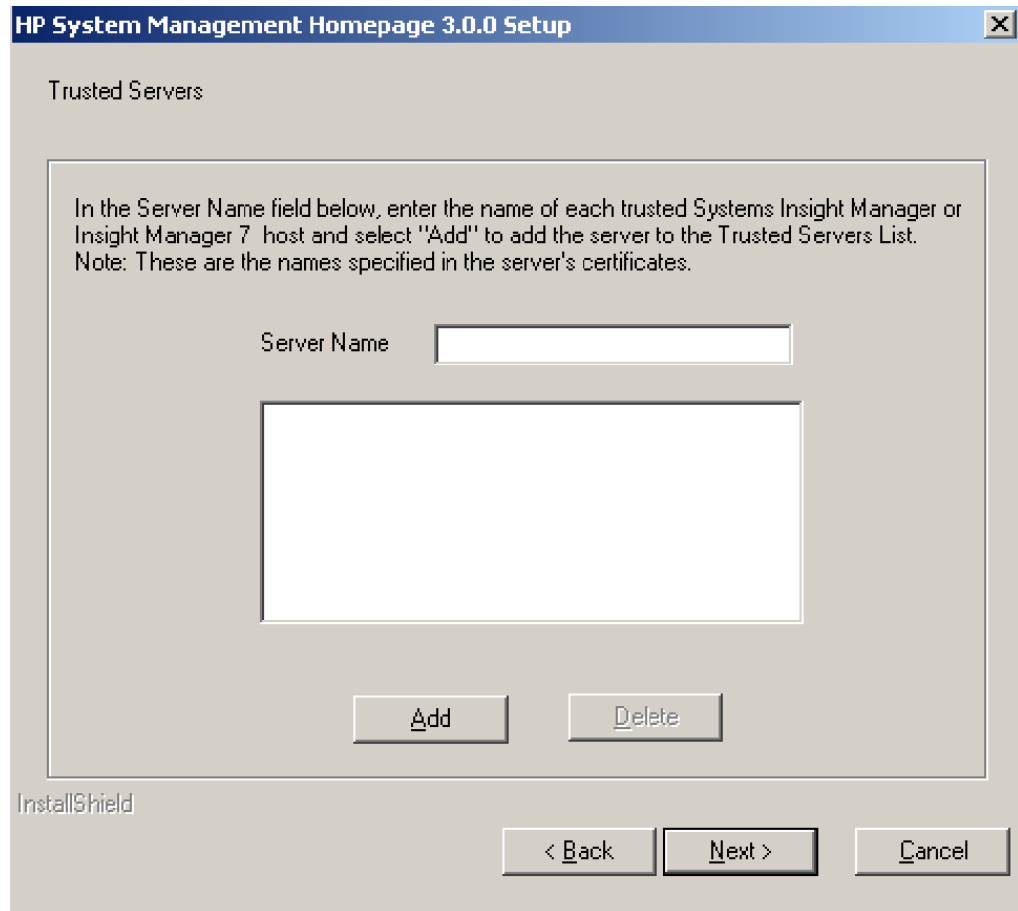 HP System Management Homepage 3.0.0 Setup
Trusted Servers
In the Server Name field below, enter the name of each trusted Systems Insight Manager or
Insight Manager 7  host and select "Add" to add the server to the Trusted Servers List.
Note: These are the names specified in the server's certificates.
Server Name
Add
Delete
InstallShield
< Back
Next >
Cancel